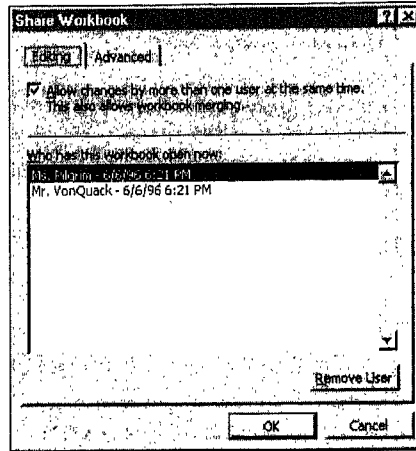 Share Workbook
Editing Advanced
Allow changes by more than one user at the same time.
This also allows workbook merging.
Who has this workbook open now:
Ms. Pilgrim - 6/6/96 6:21 PM
Mr. VonQuack - 6/6/96 6:21 PM
Remove User
OK Cancel